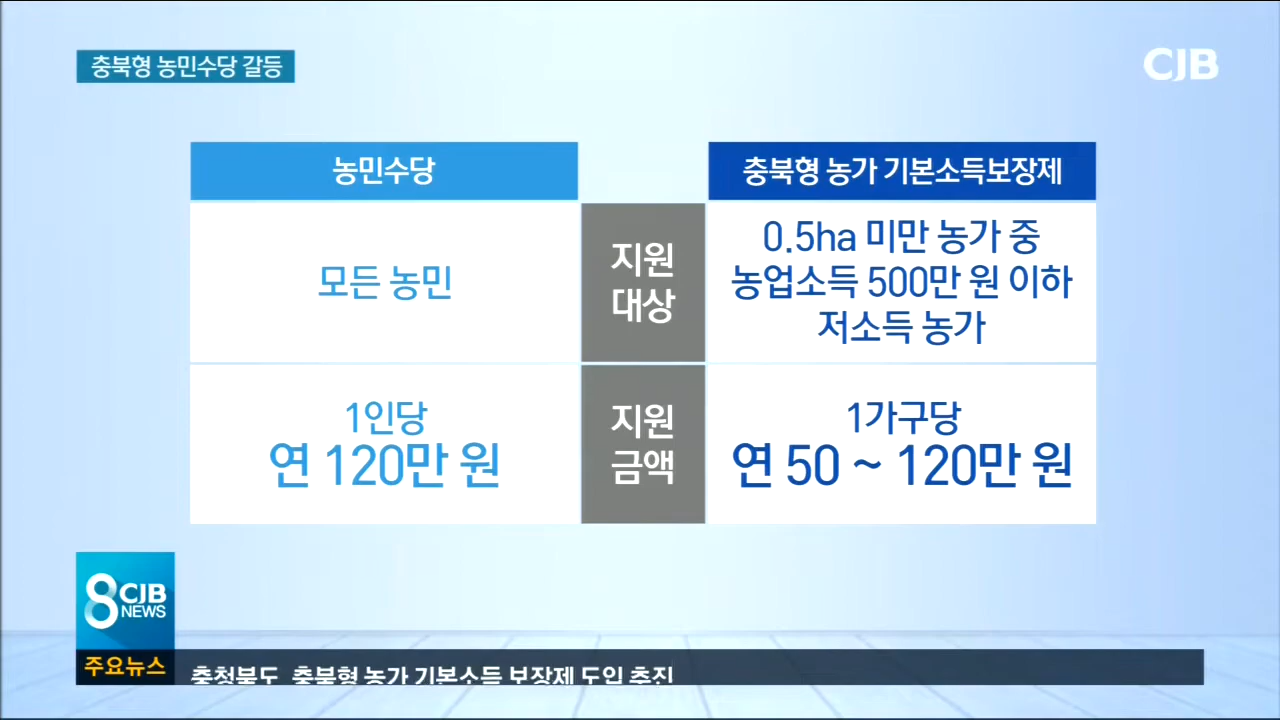 충북형 농민수당 갈등
CJB
농민수당
충북형 농가 기본소득보장제
모든 농민
지원
대상
0.5ha 미만 농가 중
농업소득 500만 원 이하
저소득 농가
1인당
연 120만 원
지원
금액
1가구당
연 50 ~ 120만 원
8 CJB
NEWS
주요뉴스
충청북도, 충북형 농가 기본소득 보장제 도입 추진